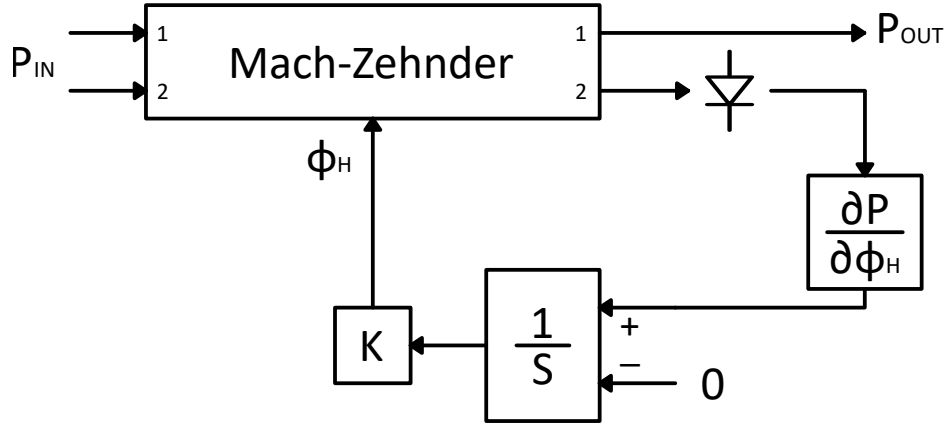 P_IN
1
2
Mach-Zehnder
1
2
P_OUT
ϕ_H
∂P
∂ϕ_H
K
1
S
+
−
0